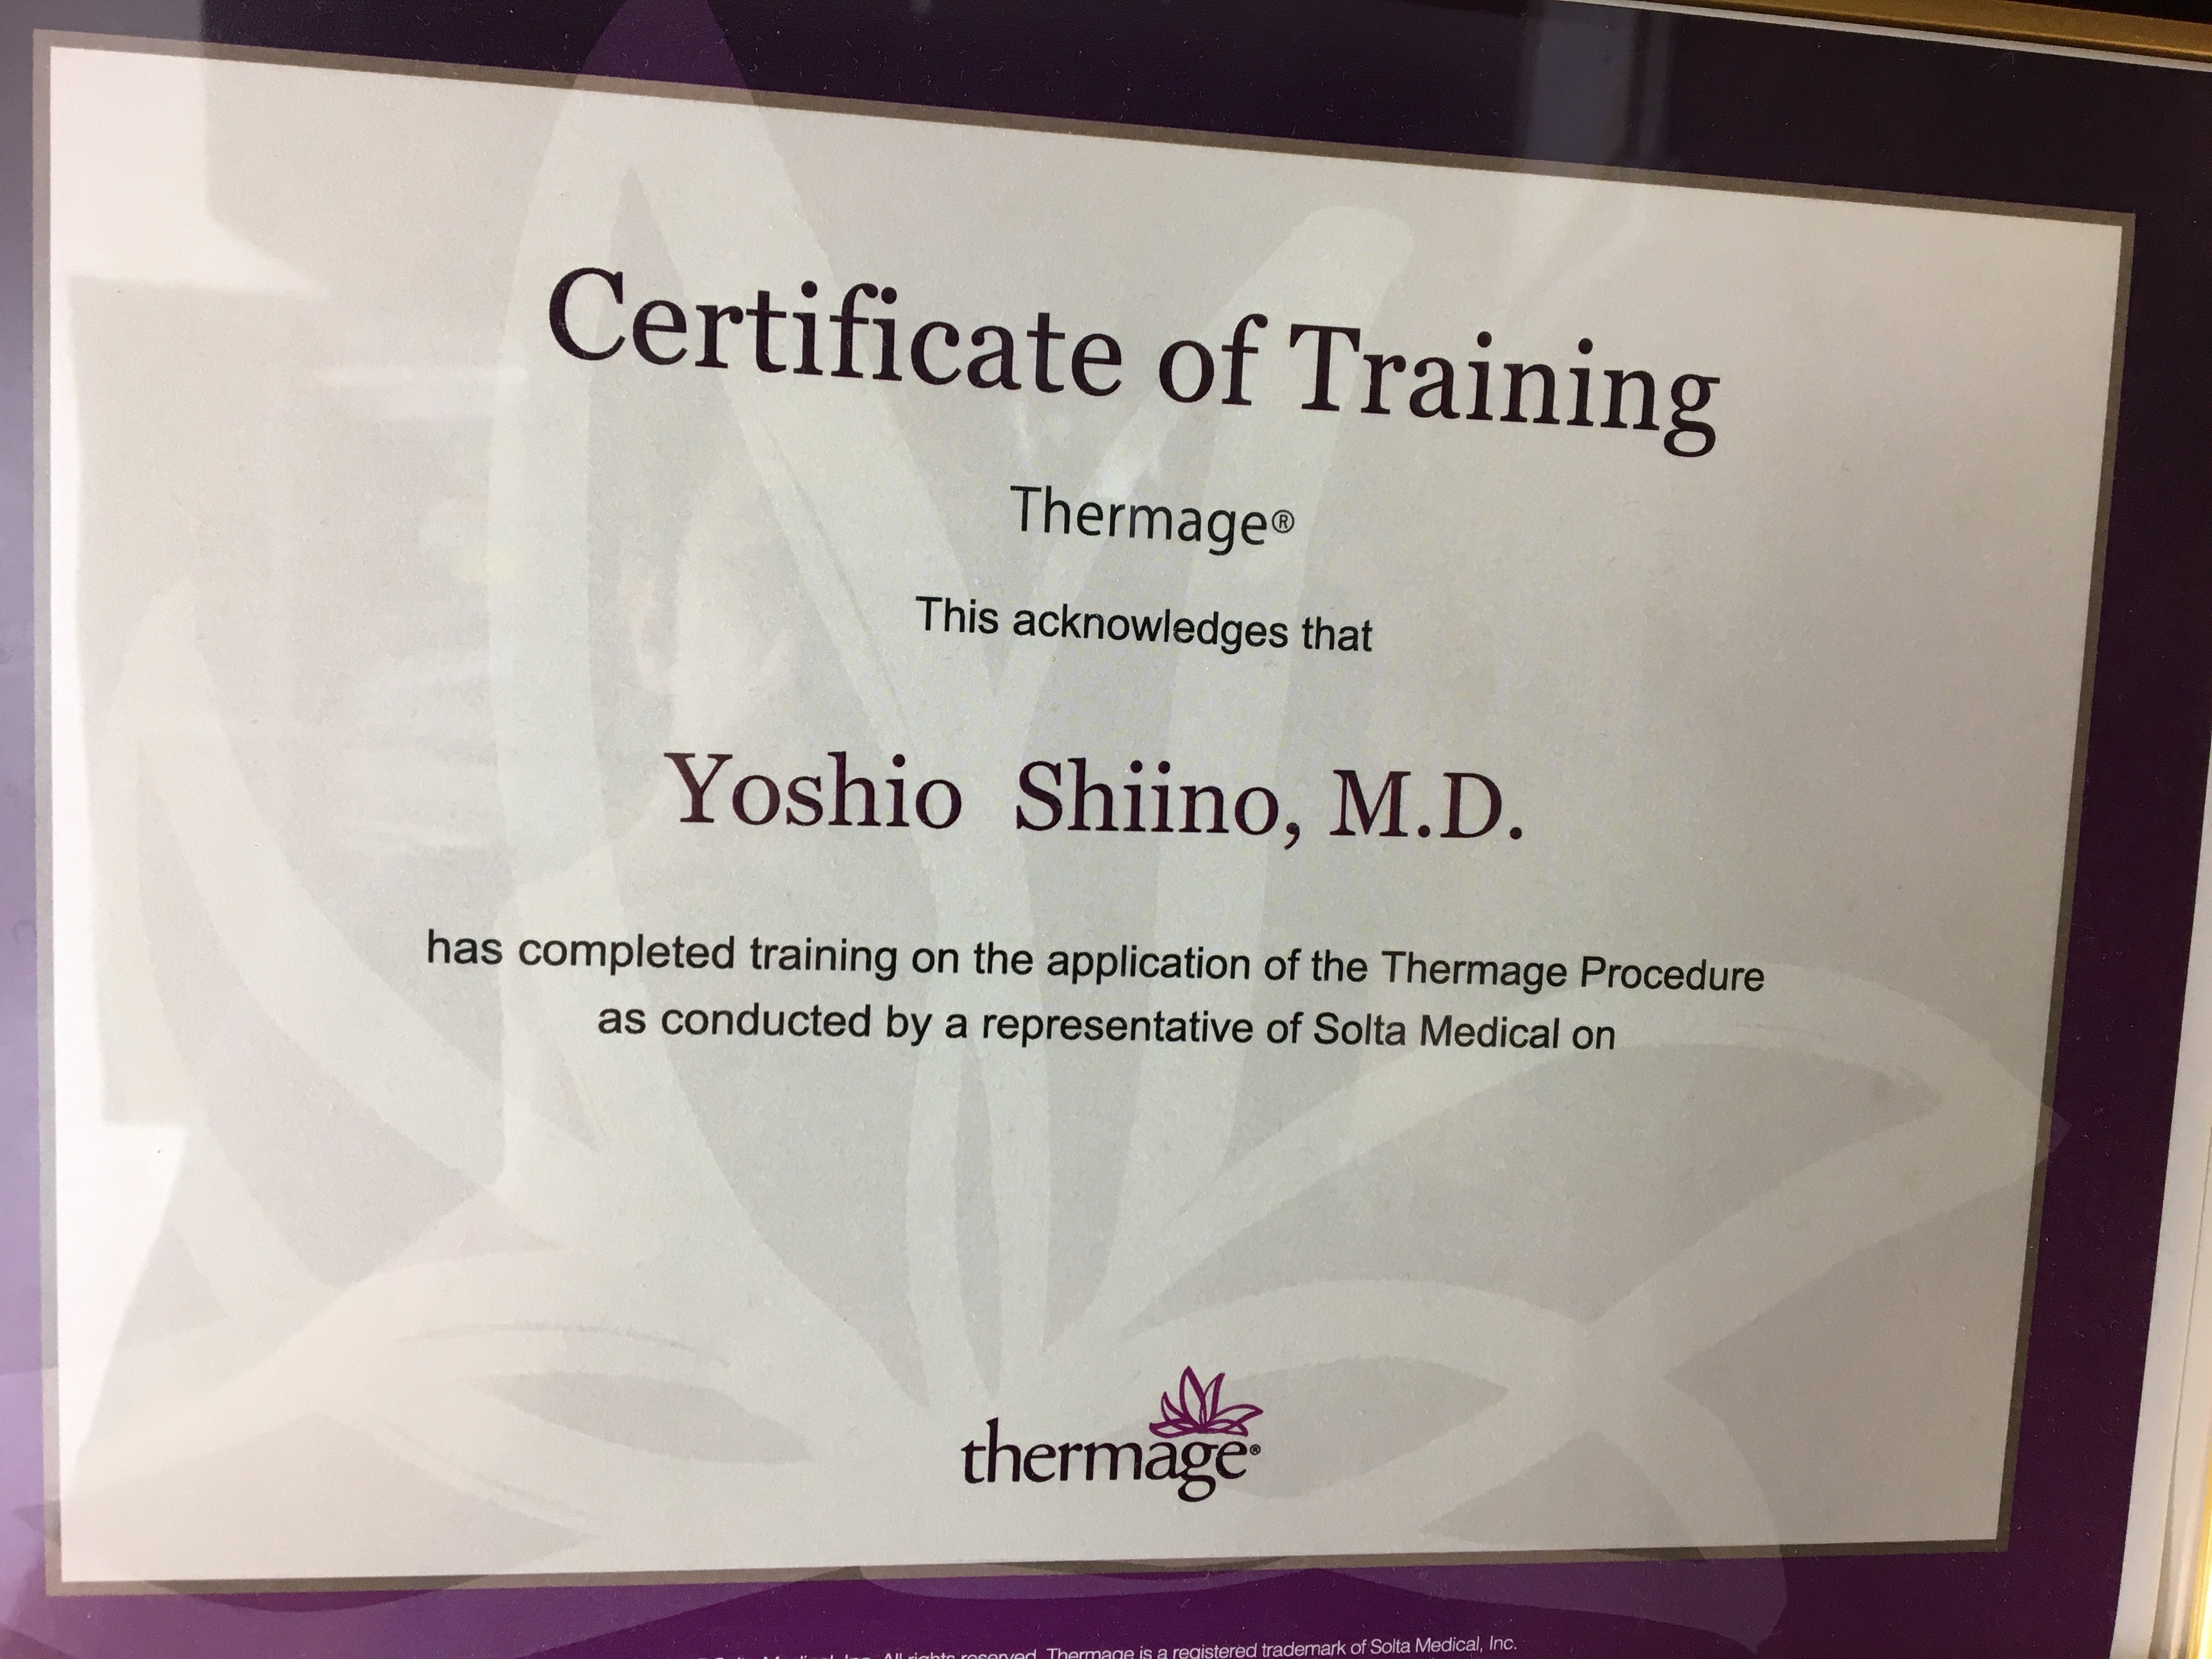 Certificate of Training
Thermage®
This acknowledges that
Yoshio Shiino, M.D.
has completed training on the application of the Thermage Procedure
as conducted by a representative of Solta Medical on
thermage®
reserved. Thermage is a registered trademark of Solta Medical, Inc.